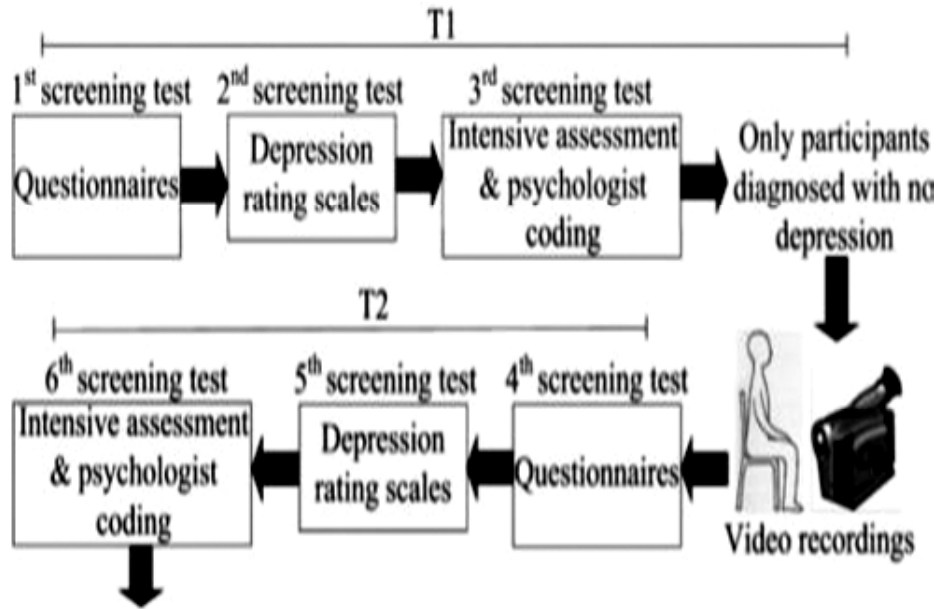 T1
1st screening test
Questionnaires
2nd screening test
Depression
rating scales
3rd screening test
Intensive assessment
& psychologist
coding
Only participants
diagnosed with no
depression
Video recordings
T2
4th screening test
Questionnaires
5th screening test
Depression
rating scales
6th screening test
Intensive assessment
& psychologist
coding